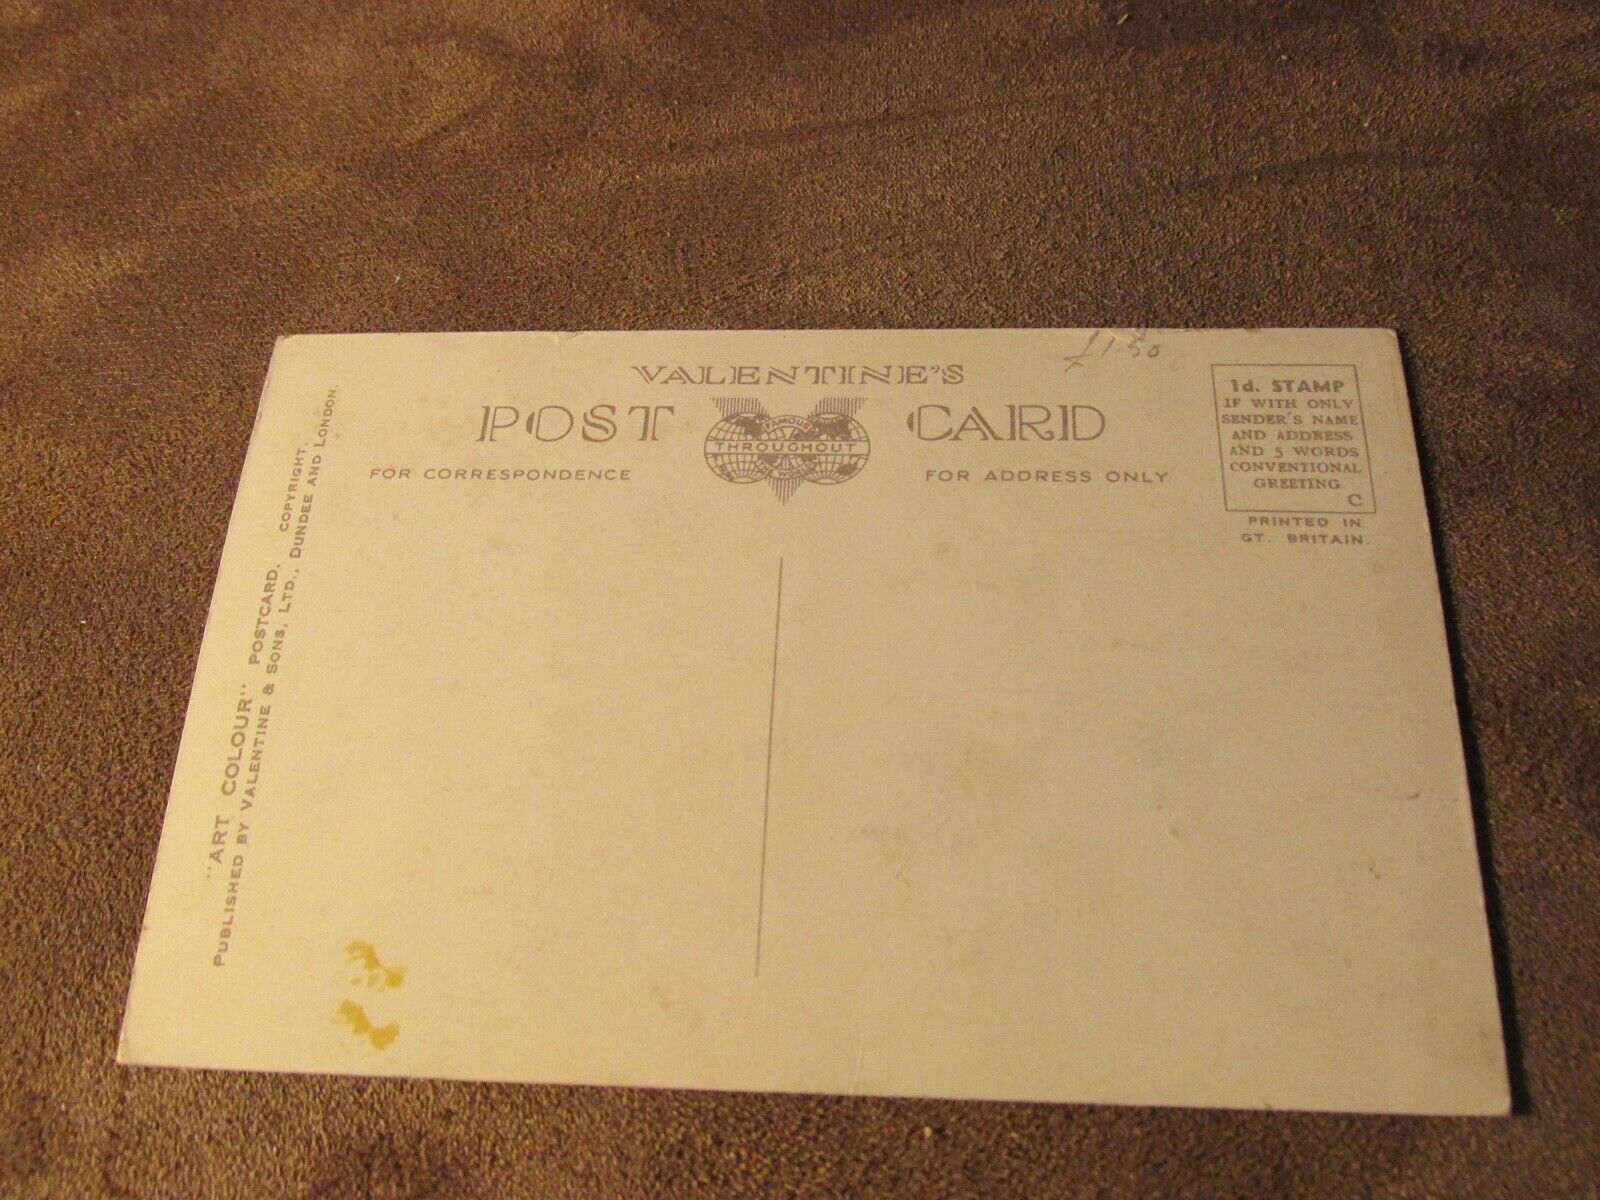 £1-50
VALENTINE'S
POST CARD
FAMOUS
THROUGHOUT
THE WORLD
FOR CORRESPONDENCE
FOR ADDRESS ONLY
1d. STAMP
IF WITH ONLY
SENDER'S NAME
AND ADDRESS
AND 5 WORDS
CONVENTIONAL
GREETING
C
PRINTED IN
GT. BRITAIN.
"ART COLOUR" POSTCARD. COPYRIGHT.
PUBLISHED BY VALENTINE & SONS, LTD., DUNDEE AND LONDON.